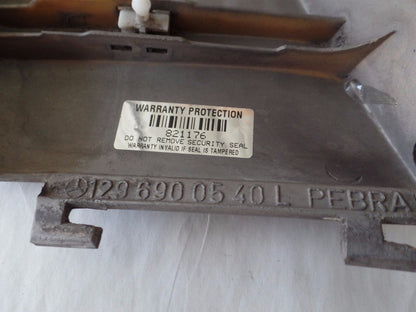 WARRANTY PROTECTION
821176
DO NOT REMOVE SECURITY SEAL
WARRANTY INVALID IF SEAL IS TAMPERED
129 690 05 40 L PEBRA